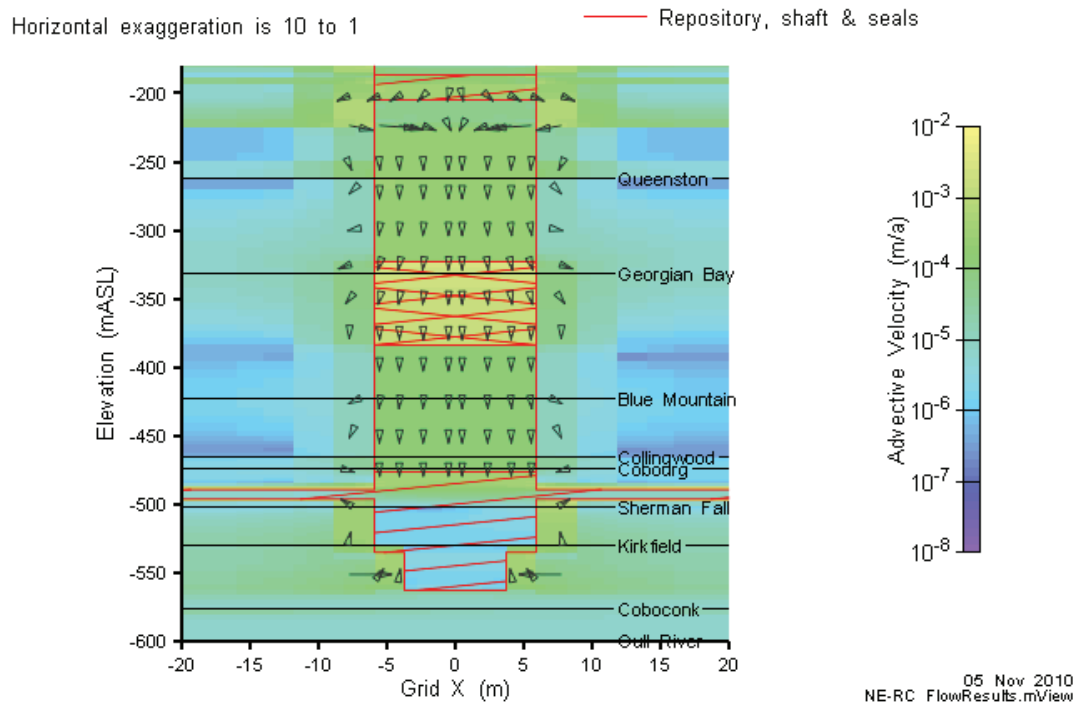 Horizontal exaggeration is 10 to 1
Repository, shaft & seals
-200
-250
-300
-350
-400
-450
-500
-550
-600
Elevation (mASL)
Queenston
Georgian Bay
Blue Mountain
Collingwood
Cobodrg
Sherman Fall
Kirkfield
Coboconk
Gull River
-20
-15
-10
-5
0
5
10
15
20
Grid X (m)
10-2
10-3
10-4
10-5
10-6
10-7
10-8
Advective Velocity (m/a)
05 Nov 2010
NE-RC FlowResults.mView